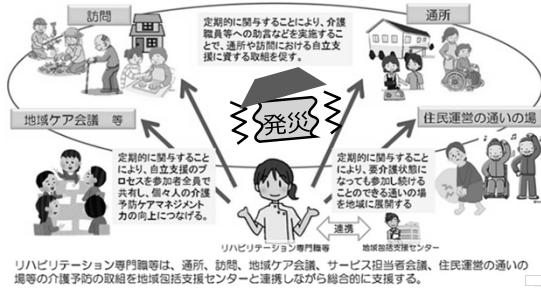 訪問
通所
定期的に関与することにより、介護
職員等への助言などを実施するこ
とで、通所や訪問における自立支
援に資する取組を促す。
発災
地域ケア会議 等
住民運営の通いの場
定期的に関与すること
により、自立支援のプ
ロセスを参加者全員で
共有し、個々人の介護
予防ケアマネジメント
力の向上につなげる。
定期的に関与すること
により、要介護状態に
なっても参加し続ける
ことのできる通いの場
を地域に展開する
連携
リハビリテーション専門職等
地域包括支援センター
リハビリテーション専門職等は、通所、訪問、地域ケア会議、サービス担当者会議、住民運営の通いの
場等の介護予防の取組を地域包括支援センターと連携しながら総合的に支援する。